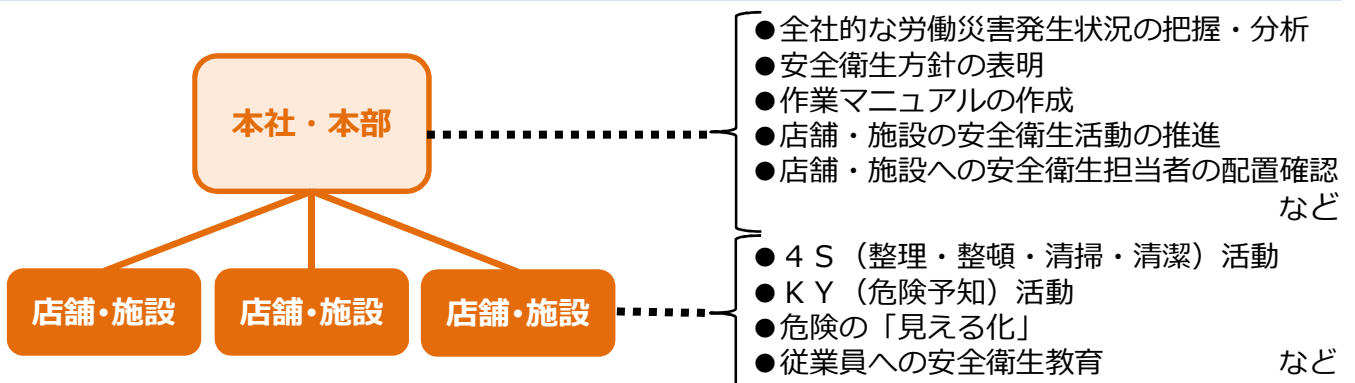 本社・本部
●全社的な労働災害発生状況の把握・分析
●安全衛生方針の表明
●作業マニュアルの作成
●店舗・施設の安全衛生活動の推進
●店舗・施設への安全衛生担当者の配置確認
など
店舗・施設
店舗・施設
店舗・施設
●４Ｓ（整理・整頓・清掃・清潔）活動
●ＫＹ（危険予知）活動
●危険の「見える化」
●従業員への安全衛生教育　など